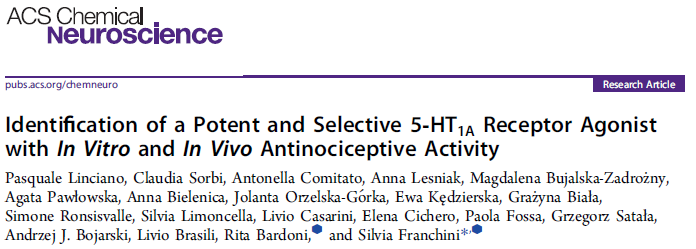 ACS Chemical
Neuroscience
pubs.acs.org/chemneuro
Research Article
Identification of a Potent and Selective 5-HT1A Receptor Agonist
with In Vitro and In Vivo Antinociceptive Activity
Pasquale Linciano, Claudia Sorbi, Antonella Comitato, Anna Lesniak, Magdalena Bujalska-Zadrożny,
Agata Pawłowska, Anna Bielenica, Jolanta Orzelska-Górka, Ewa Kędzierska, Grażyna Biała,
Simone Ronsisvalle, Silvia Limoncella, Livio Casarini, Elena Cichero, Paola Fossa, Grzegorz Satała,
Andrzej J. Bojarski, Livio Brasili, Rita Bardoni, and Silvia Franchini*,